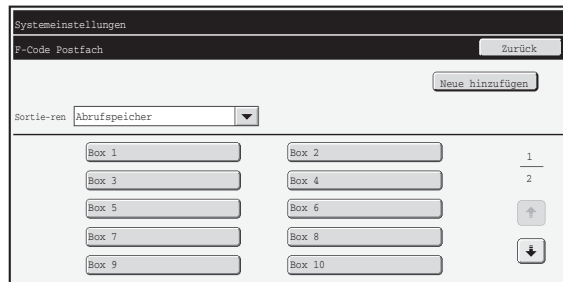 Systemeinstellungen
F-Code Postfach
Zurück
Neue hinzufügen
Sortie-ren Abrufspeicher
Box 1 Box 2
1
Box 3 Box 4
2
Box 5 Box 6
Box 7 Box 8
Box 9 Box 10